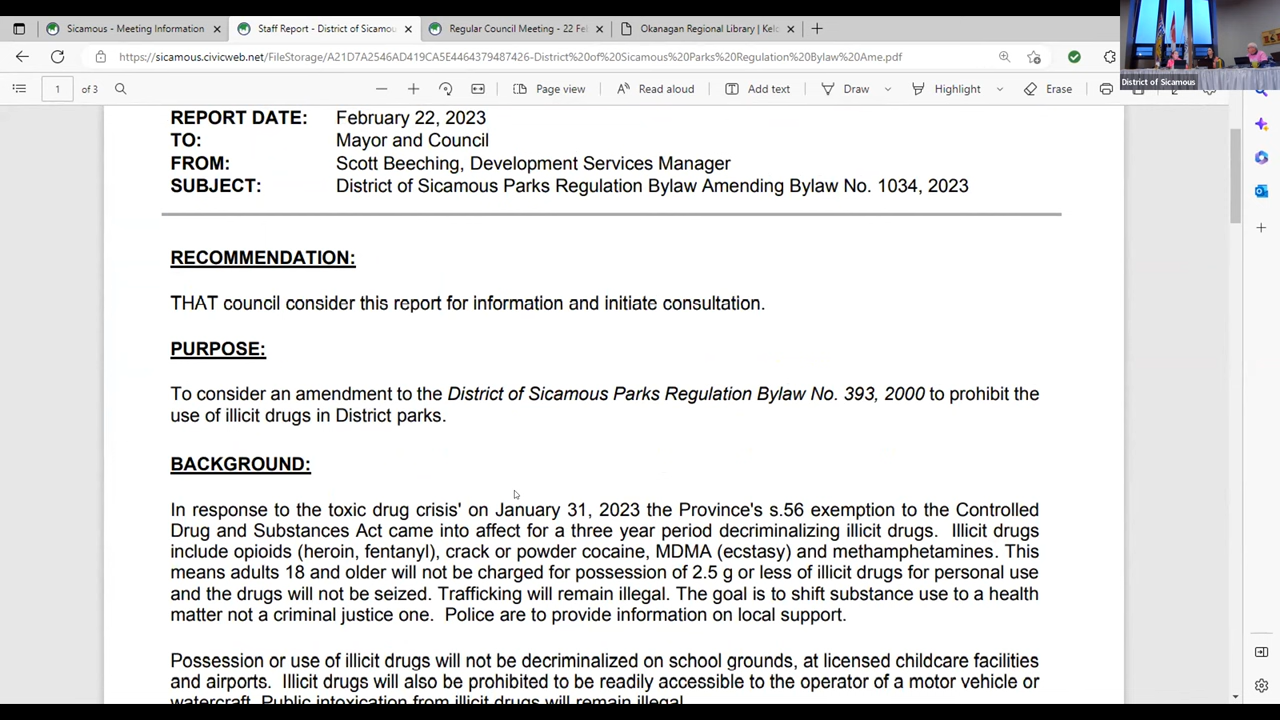 Sicamous - Meeting Information
Staff Report - District of Sicamou
Regular Council Meeting - 22 Fel
Okanagan Regional Library | Kelc
https://sicamous.civicweb.net/FileStorage/A21D7A2546AD419CA5E4464379487426-District%20of%20Sicamous%20Parks%20Regulation%20Bylaw%20Ame.pdf
1 of 3
Page view
Read aloud
Add text
Draw
Highlight
Erase
District of Sicamous
REPORT DATE: February 22, 2023
TO: Mayor and Council
FROM: Scott Beeching, Development Services Manager
SUBJECT: District of Sicamous Parks Regulation Bylaw Amending Bylaw No. 1034, 2023
RECOMMENDATION:
THAT council consider this report for information and initiate consultation.
PURPOSE:
To consider an amendment to the District of Sicamous Parks Regulation Bylaw No. 393, 2000 to prohibit the
use of illicit drugs in District parks.
BACKGROUND:
In response to the toxic drug crisis' on January 31, 2023 the Province's s.56 exemption to the Controlled
Drug and Substances Act came into affect for a three year period decriminalizing illicit drugs. Illicit drugs
include opioids (heroin, fentanyl), crack or powder cocaine, MDMA (ecstasy) and methamphetamines. This
means adults 18 and older will not be charged for possession of 2.5 g or less of illicit drugs for personal use
and the drugs will not be seized. Trafficking will remain illegal. The goal is to shift substance use to a health
matter not a criminal justice one. Police are to provide information on local support.
Possession or use of illicit drugs will not be decriminalized on school grounds, at licensed childcare facilities
and airports. Illicit drugs will also be prohibited to be readily accessible to the operator of a motor vehicle or
watercraft. Public intoxication from illicit drugs will remain illegal.